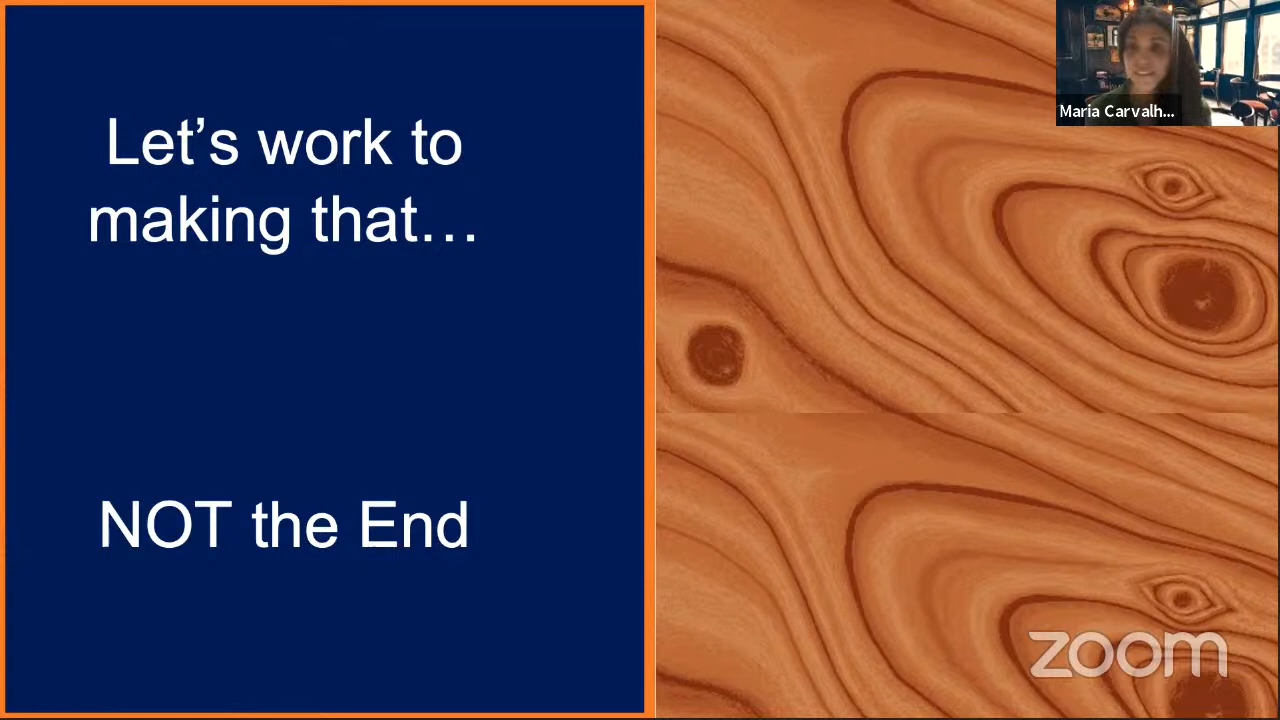 Let’s work to
making that…
NOT the End
Maria Carvalh...
zoom